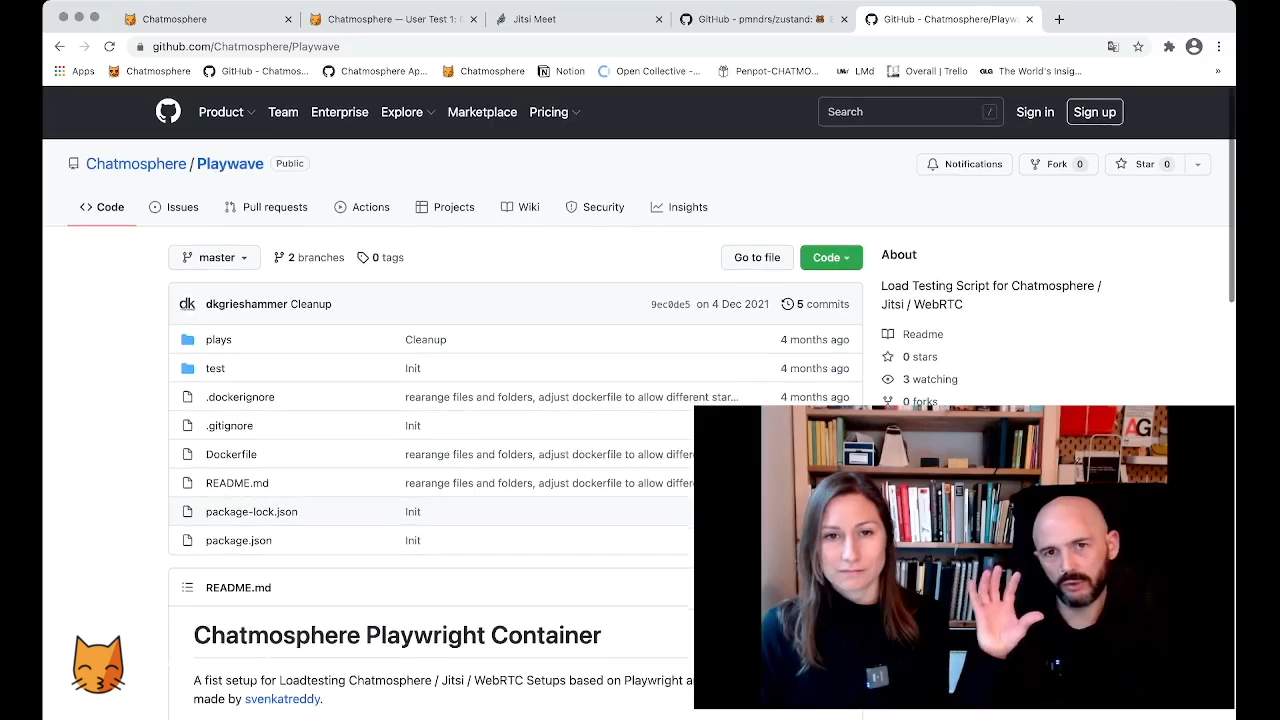 Chatmosphere
Chatmosphere — User Test 1:
Jitsi Meet
GitHub - pmndrs/zustand: 🐻 E
GitHub - Chatmosphere/Playwa
github.com/Chatmosphere/Playwave
Apps Chatmosphere GitHub - Chatmos... Chatmosphere Ap... Chatmosphere Notion Open Collective -... Penpot-CHATMO... LMd Overall | Trello GLG The World's Insig... »
Product Team Enterprise Explore Marketplace Pricing Search / Sign in Sign up
Chatmosphere / Playwave Public
Notifications Fork 0 Star 0
<> Code Issues Pull requests Actions Projects Wiki Security Insights
master 2 branches 0 tags Go to file Code
About
Load Testing Script for Chatmosphere /
Jitsi / WebRTC
dk dkgrieshammer Cleanup 9ec0de5 on 4 Dec 2021 5 commits
plays Cleanup 4 months ago
test Init 4 months ago
.dockerignore rearange files and folders, adjust dockerfile to allow different star... 4 months ago
.gitignore Init
Dockerfile rearange files and folders, adjust dockerfile to allow differe
README.md rearange files and folders, adjust dockerfile to allow differe
package-lock.json Init
package.json Init
Readme
0 stars
3 watching
0 forks
AG
README.md
Chatmosphere Playwright Container
A fist setup for Loadtesting Chatmosphere / Jitsi / WebRTC Setups based on Playwright a
made by svenkatreddy.